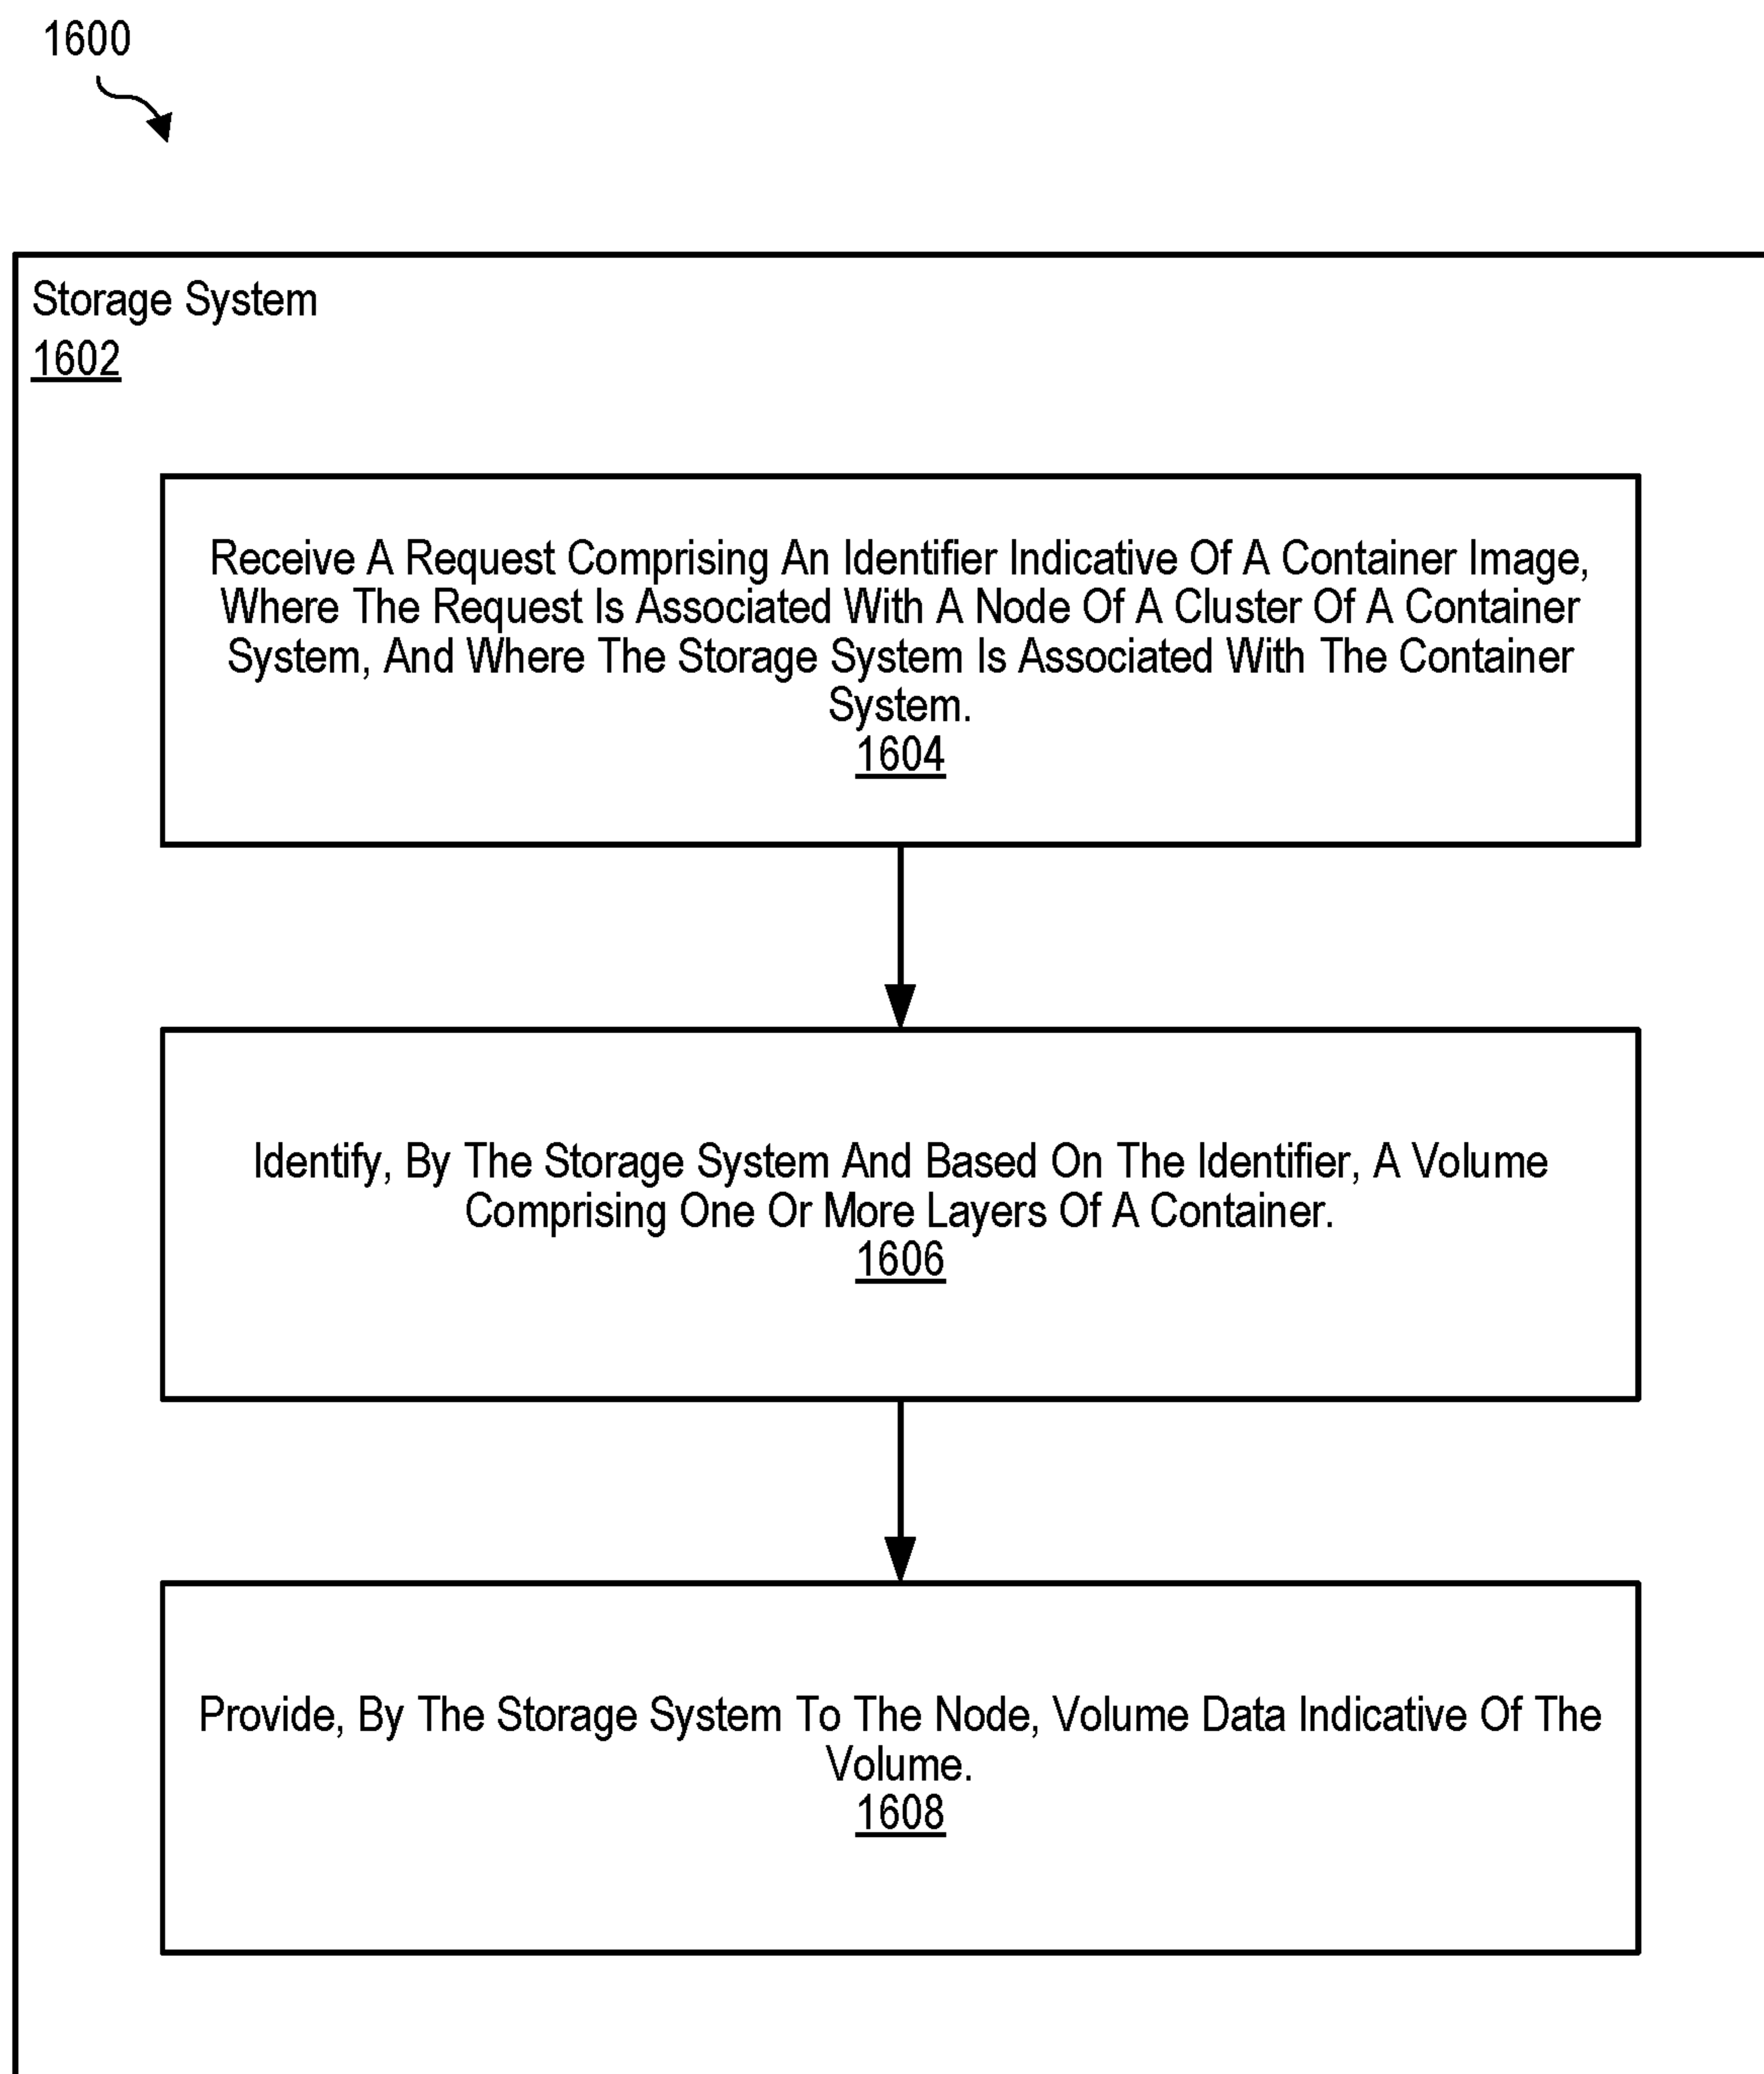 1600
Storage System
1602
Receive A Request Comprising An Identifier Indicative Of A Container Image,
Where The Request Is Associated With A Node Of A Cluster Of A Container
System, And Where The Storage System Is Associated With The Container
System.
1604
Identify, By The Storage System And Based On The Identifier, A Volume
Comprising One Or More Layers Of A Container.
1606
Provide, By The Storage System To The Node, Volume Data Indicative Of The
Volume.
1608